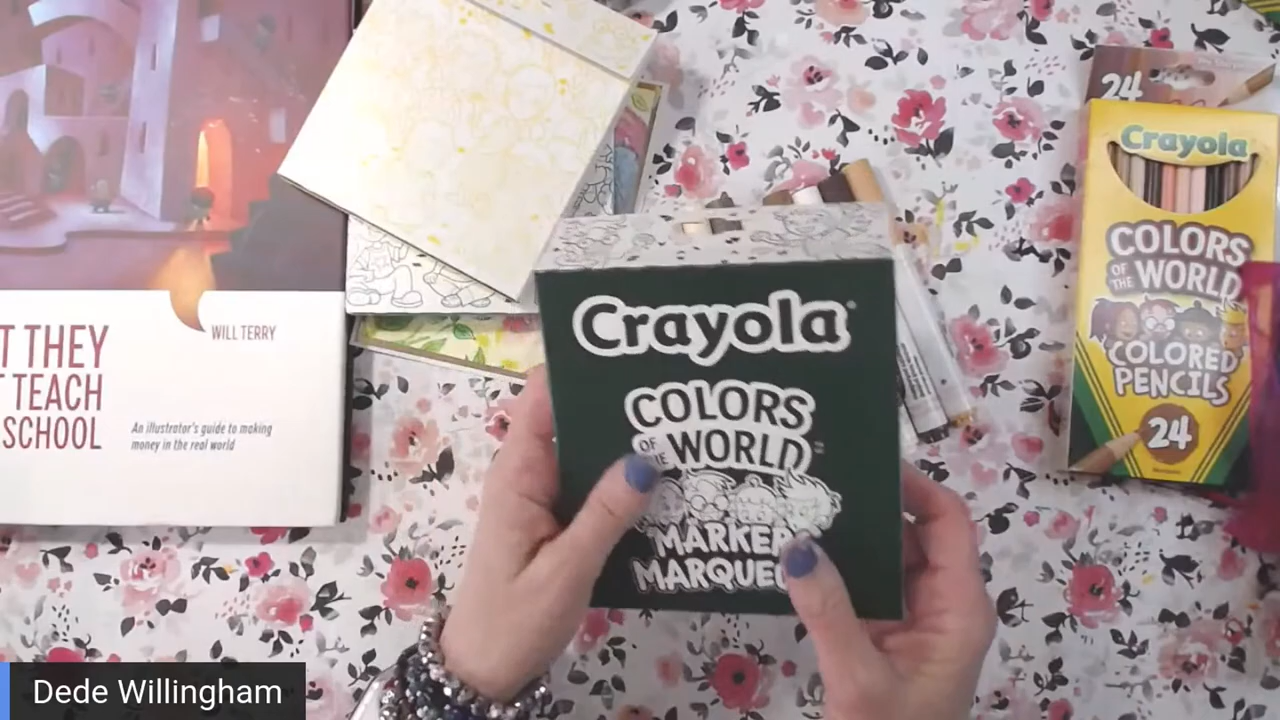 T THEY
T TEACH
SCHOOL
WILL TERRY
An illustrator's guide to making
money in the real world
Crayola
COLORS
OF THE WORLD
MARKER
24
Crayola
COLORS
OF THE WORLD
COLORED
PENCILS
24
Dede Willingham